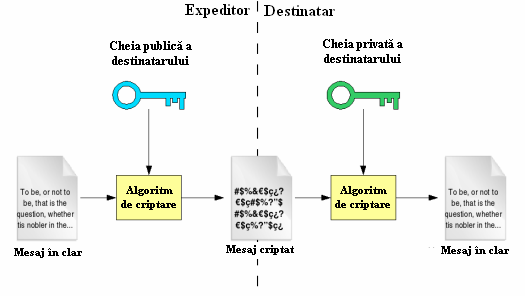 Expeditor
Destinatar
Cheia publică a
destinatarului
Cheia privată a
destinatarului
To be, or not to
be, that is the
question, whether
tis nobler in the...
Algoritm
de criptare
#$%&€$ç¿?
€$ç#$%?"$
#$%&€$ç¿?
€$ç%?"$ç¿
Algoritm
de criptare
To be, or not to
be, that is the
question, whether
tis nobler in the...
Mesaj în clar
Mesaj criptat
Mesaj în clar